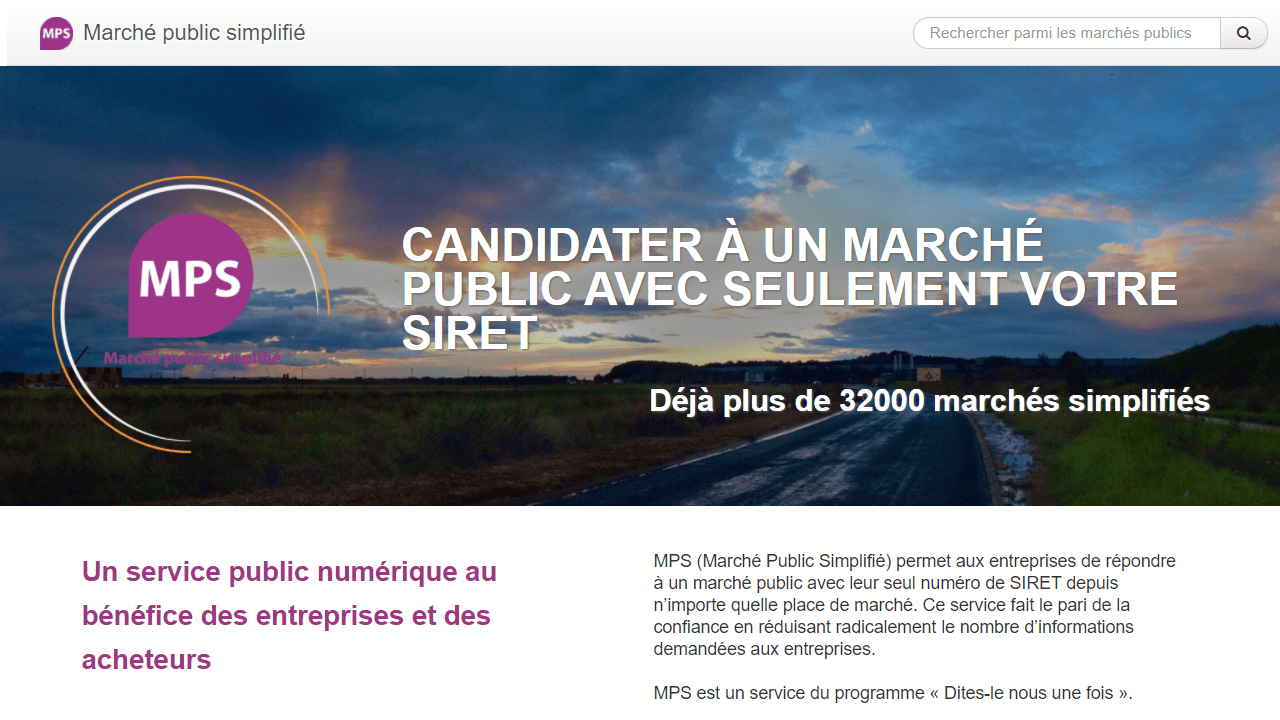 MPS Marché public simplifié
Rechercher parmi les marchés publics
MPS
Marché public simplifié
CANDIDATER À UN MARCHÉ
PUBLIC AVEC SEULEMENT VOTRE
SIRET
Déjà plus de 32000 marchés simplifiés
Un service public numérique au
bénéfice des entreprises et des
acheteurs
MPS (Marché Public Simplifié) permet aux entreprises de répondre
à un marché public avec leur seul numéro de SIRET depuis
n’importe quelle place de marché. Ce service fait le pari de la
confiance en réduisant radicalement le nombre d’informations
demandées aux entreprises.
MPS est un service du programme « Dites-le nous une fois ».